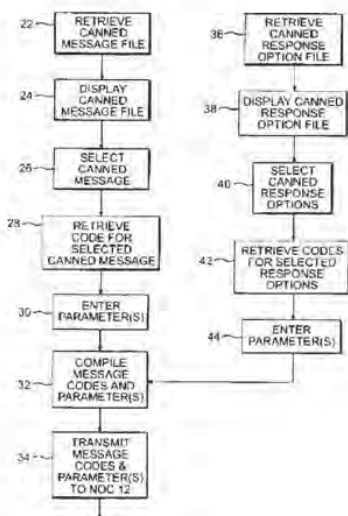 22
RETRIEVE
CANNED
MESSAGE FILE
24
DISPLAY
CANNED
MESSAGE FILE
26
SELECT
CANNED
MESSAGE
28
RETRIEVE
CODE FOR
SELECTED
CANNED MESSAGE
30
ENTER
PARAMETER(S)
32
COMPILE
MESSAGE
CODES AND
PARAMETER(S)
34
TRANSMIT
MESSAGE
CODES &
PARAMETER(S)
TO NOC 12
36
RETRIEVE
CANNED
RESPONSE
OPTION FILE
38
DISPLAY CANNED
RESPONSE
OPTION FILE
40
SELECT
CANNED
RESPONSE
OPTIONS
42
RETRIEVE CODES
FOR SELECTED
RESPONSE
OPTIONS
44
ENTER
PARAMETER(S)